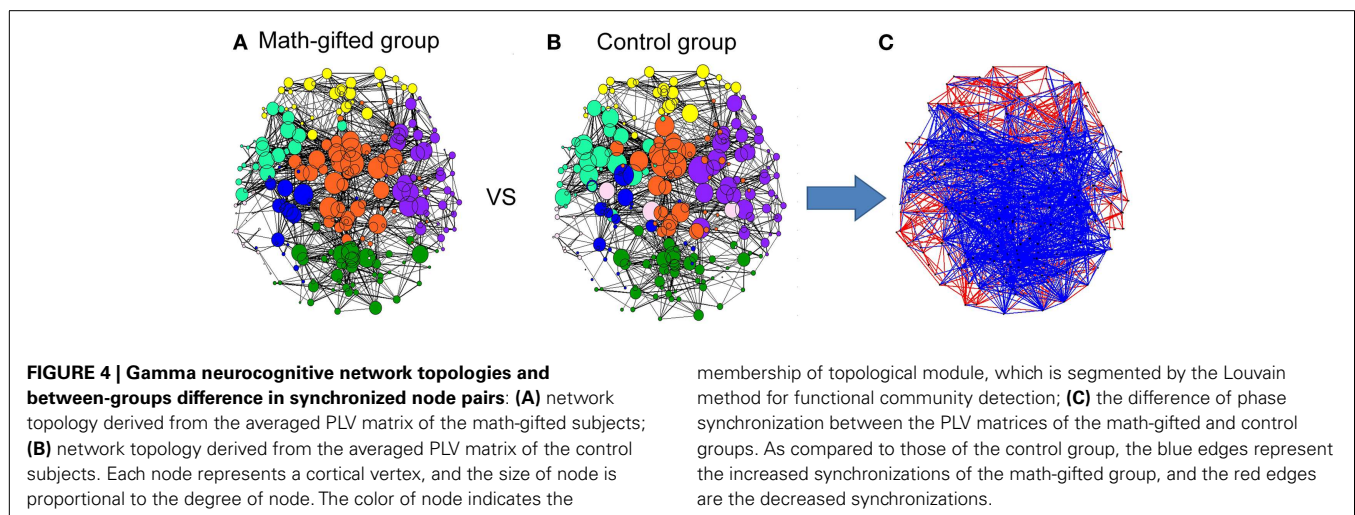 A Math-gifted group
B Control group
C
VS
FIGURE 4 | Gamma neurocognitive network topologies and
between-groups difference in synchronized node pairs: (A) network
topology derived from the averaged PLV matrix of the math-gifted subjects;
(B) network topology derived from the averaged PLV matrix of the control
subjects. Each node represents a cortical vertex, and the size of node is
proportional to the degree of node. The color of node indicates the
membership of topological module, which is segmented by the Louvain
method for functional community detection; (C) the difference of phase
synchronization between the PLV matrices of the math-gifted and control
groups. As compared to those of the control group, the blue edges represent
the increased synchronizations of the math-gifted group, and the red edges
are the decreased synchronizations.